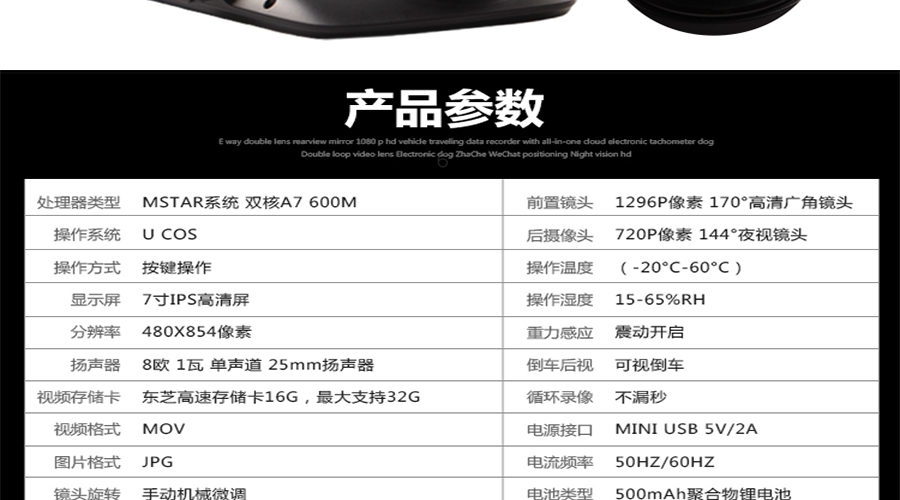 产品参数
E way double lens rearview mirror 1080 p hd vehicle traveling data recorder with all-in-one cloud electronic tachometer dog
Double loop video lens Electronic dog ZhaChe WeChat positioning Night vision hd
处理器类型 MSTAR系统 双核A7 600M 前置镜头 1296P像素 170°高清广角镜头
操作系统 U COS 后摄像头 720P像素 144°夜视镜头
操作方式 按键操作 操作温度 （-20°C-60°C）
显示屏 7寸IPS高清屏 操作湿度 15-65%RH
分辨率 480X854像素 重力感应 震动开启
扬声器 8欧 1瓦 单声道 25mm扬声器 倒车后视 可视倒车
视频存储卡 东芝高速存储卡16G，最大支持32G 循环录像 不漏秒
视频格式 MOV 电源接口 MINI USB 5V/2A
图片格式 JPG 电流频率 50HZ/60HZ
镜头旋转 手动机械微调 电池类型 500mAh聚合物锂电池